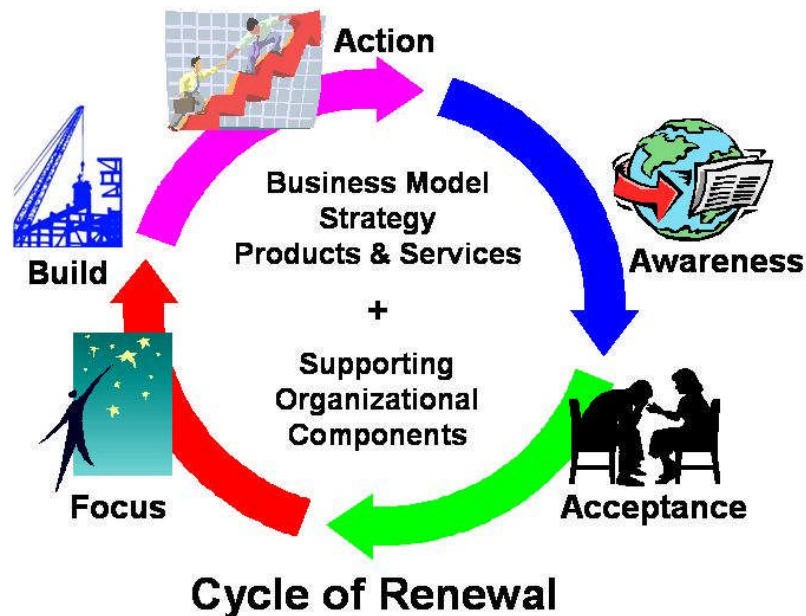 Action
Business Model
Strategy
Products & Services
+
Supporting
Organizational
Components
Awareness
Acceptance
Focus
Build
Cycle of Renewal